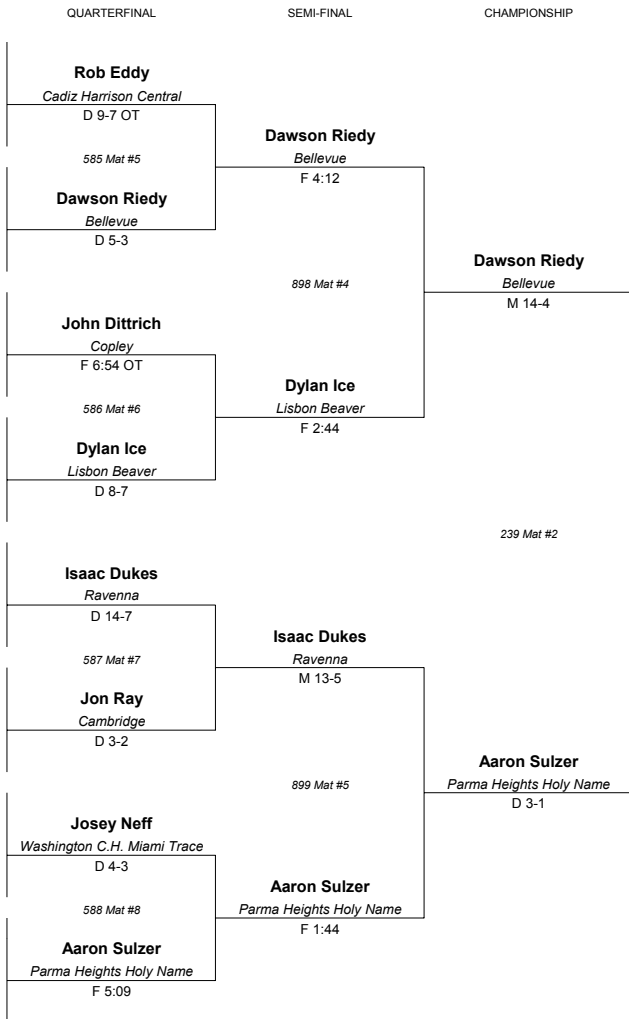 QUARTERFINAL SEMI-FINAL CHAMPIONSHIP
Rob Eddy
Cadiz Harrison Central
D 9-7 OT
Dawson Riedy
Bellevue
F 4:12
585 Mat #5
Dawson Riedy
Bellevue
D 5-3
Dawson Riedy
Bellevue
M 14-4
898 Mat #4
John Dittrich
Copley
F 6:54 OT
Dylan Ice
Lisbon Beaver
F 2:44
586 Mat #6
Dylan Ice
Lisbon Beaver
D 8-7
239 Mat #2
Isaac Dukes
Ravenna
D 14-7
Isaac Dukes
Ravenna
M 13-5
587 Mat #7
Jon Ray
Cambridge
D 3-2
Aaron Sulzer
Parma Heights Holy Name
D 3-1
899 Mat #5
Josey Neff
Washington C.H. Miami Trace
D 4-3
Aaron Sulzer
Parma Heights Holy Name
F 1:44
588 Mat #8
Aaron Sulzer
Parma Heights Holy Name
F 5:09